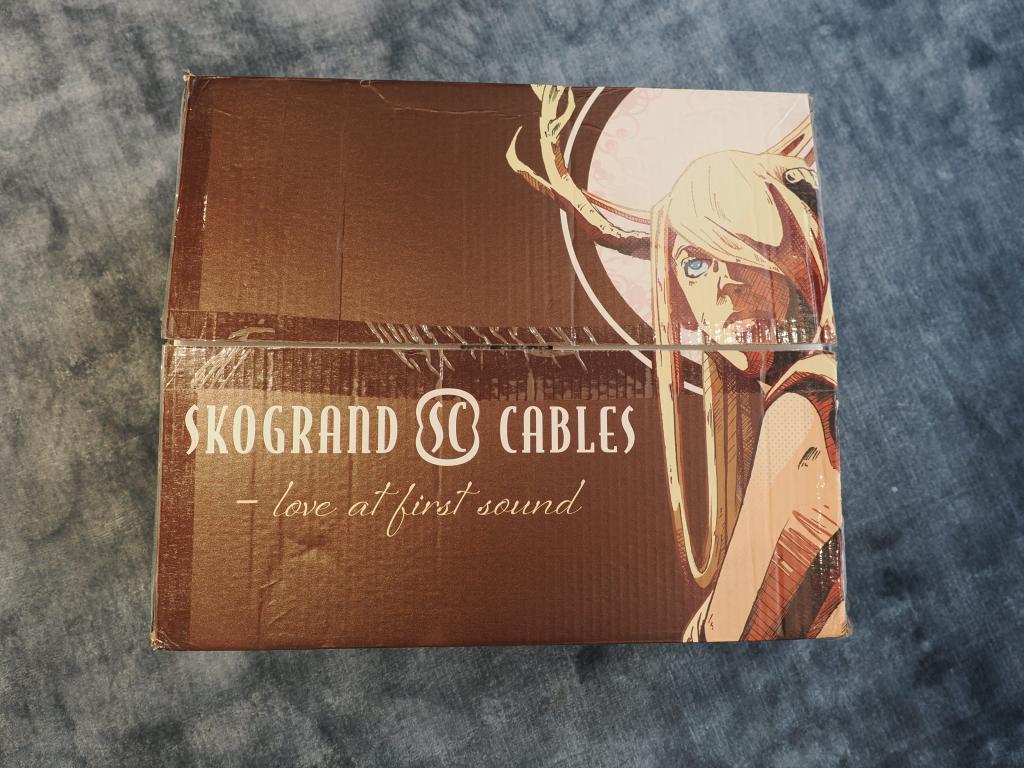 SKOGRAND SC CABLES
– love at first sound